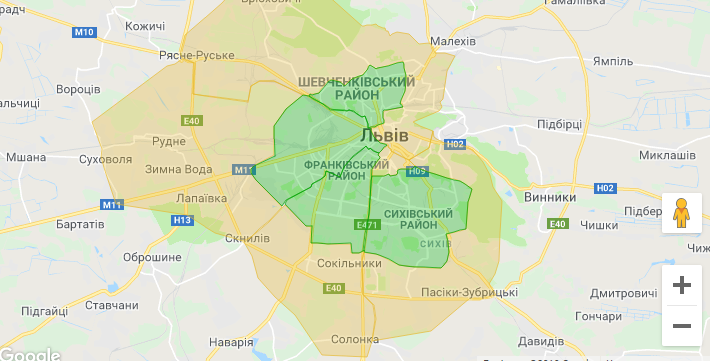 Кожичі
M10
Рясне-Руське
Малехів
Ямпіль
ШЕВЧЕНКІВСЬКИЙ
РАЙОН
Вороців
E40
Підбірці
Львів
Рудне
Мшана
Суховоля
Зимна Вода
M11
H02
Миклашів
ФРАНКІВСЬКИЙ
РАЙОН
H09
Лапаївка
M11
H02
Винники
Бартатів
H13
СИХІВСЬКИЙ
РАЙОН
E471
E40
Чишки
Скнилів
СИХІВ
Оброшине
Сокільники
E40
Пасіки-Зубрицькі
Дмитровичі
Ставчани
Підгайці
Гончари
Наварія
Солонка
Давидів
Google